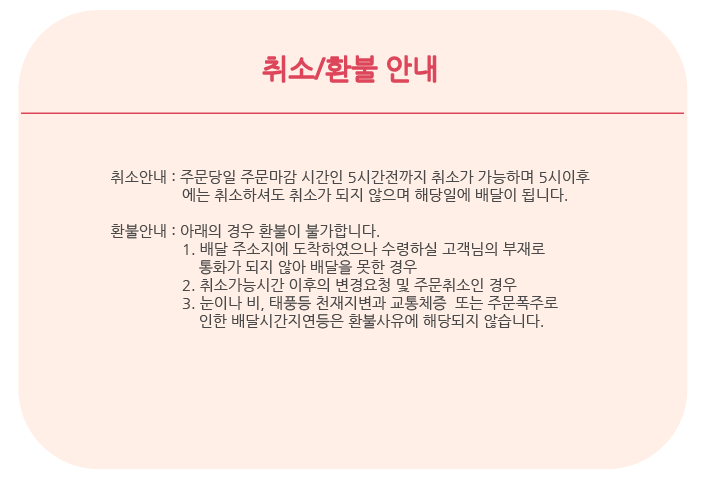 취소/환불 안내
취소안내 : 주문당일 주문마감 시간인 5시간전까지 취소가 가능하며 5시이후
에는 취소하셔도 취소가 되지 않으며 해당일에 배달이 됩니다.
환불안내 : 아래의 경우 환불이 불가합니다.
1. 배달 주소지에 도착하였으나 수령하실 고객님의 부재로
통화가 되지 않아 배달을 못한 경우
2. 취소가능시간 이후의 변경요청 및 주문취소인 경우
3. 눈이나 비, 태풍등 천재지변과 교통체증  또는 주문폭주로
인한 배달시간지연등은 환불사유에 해당되지 않습니다.